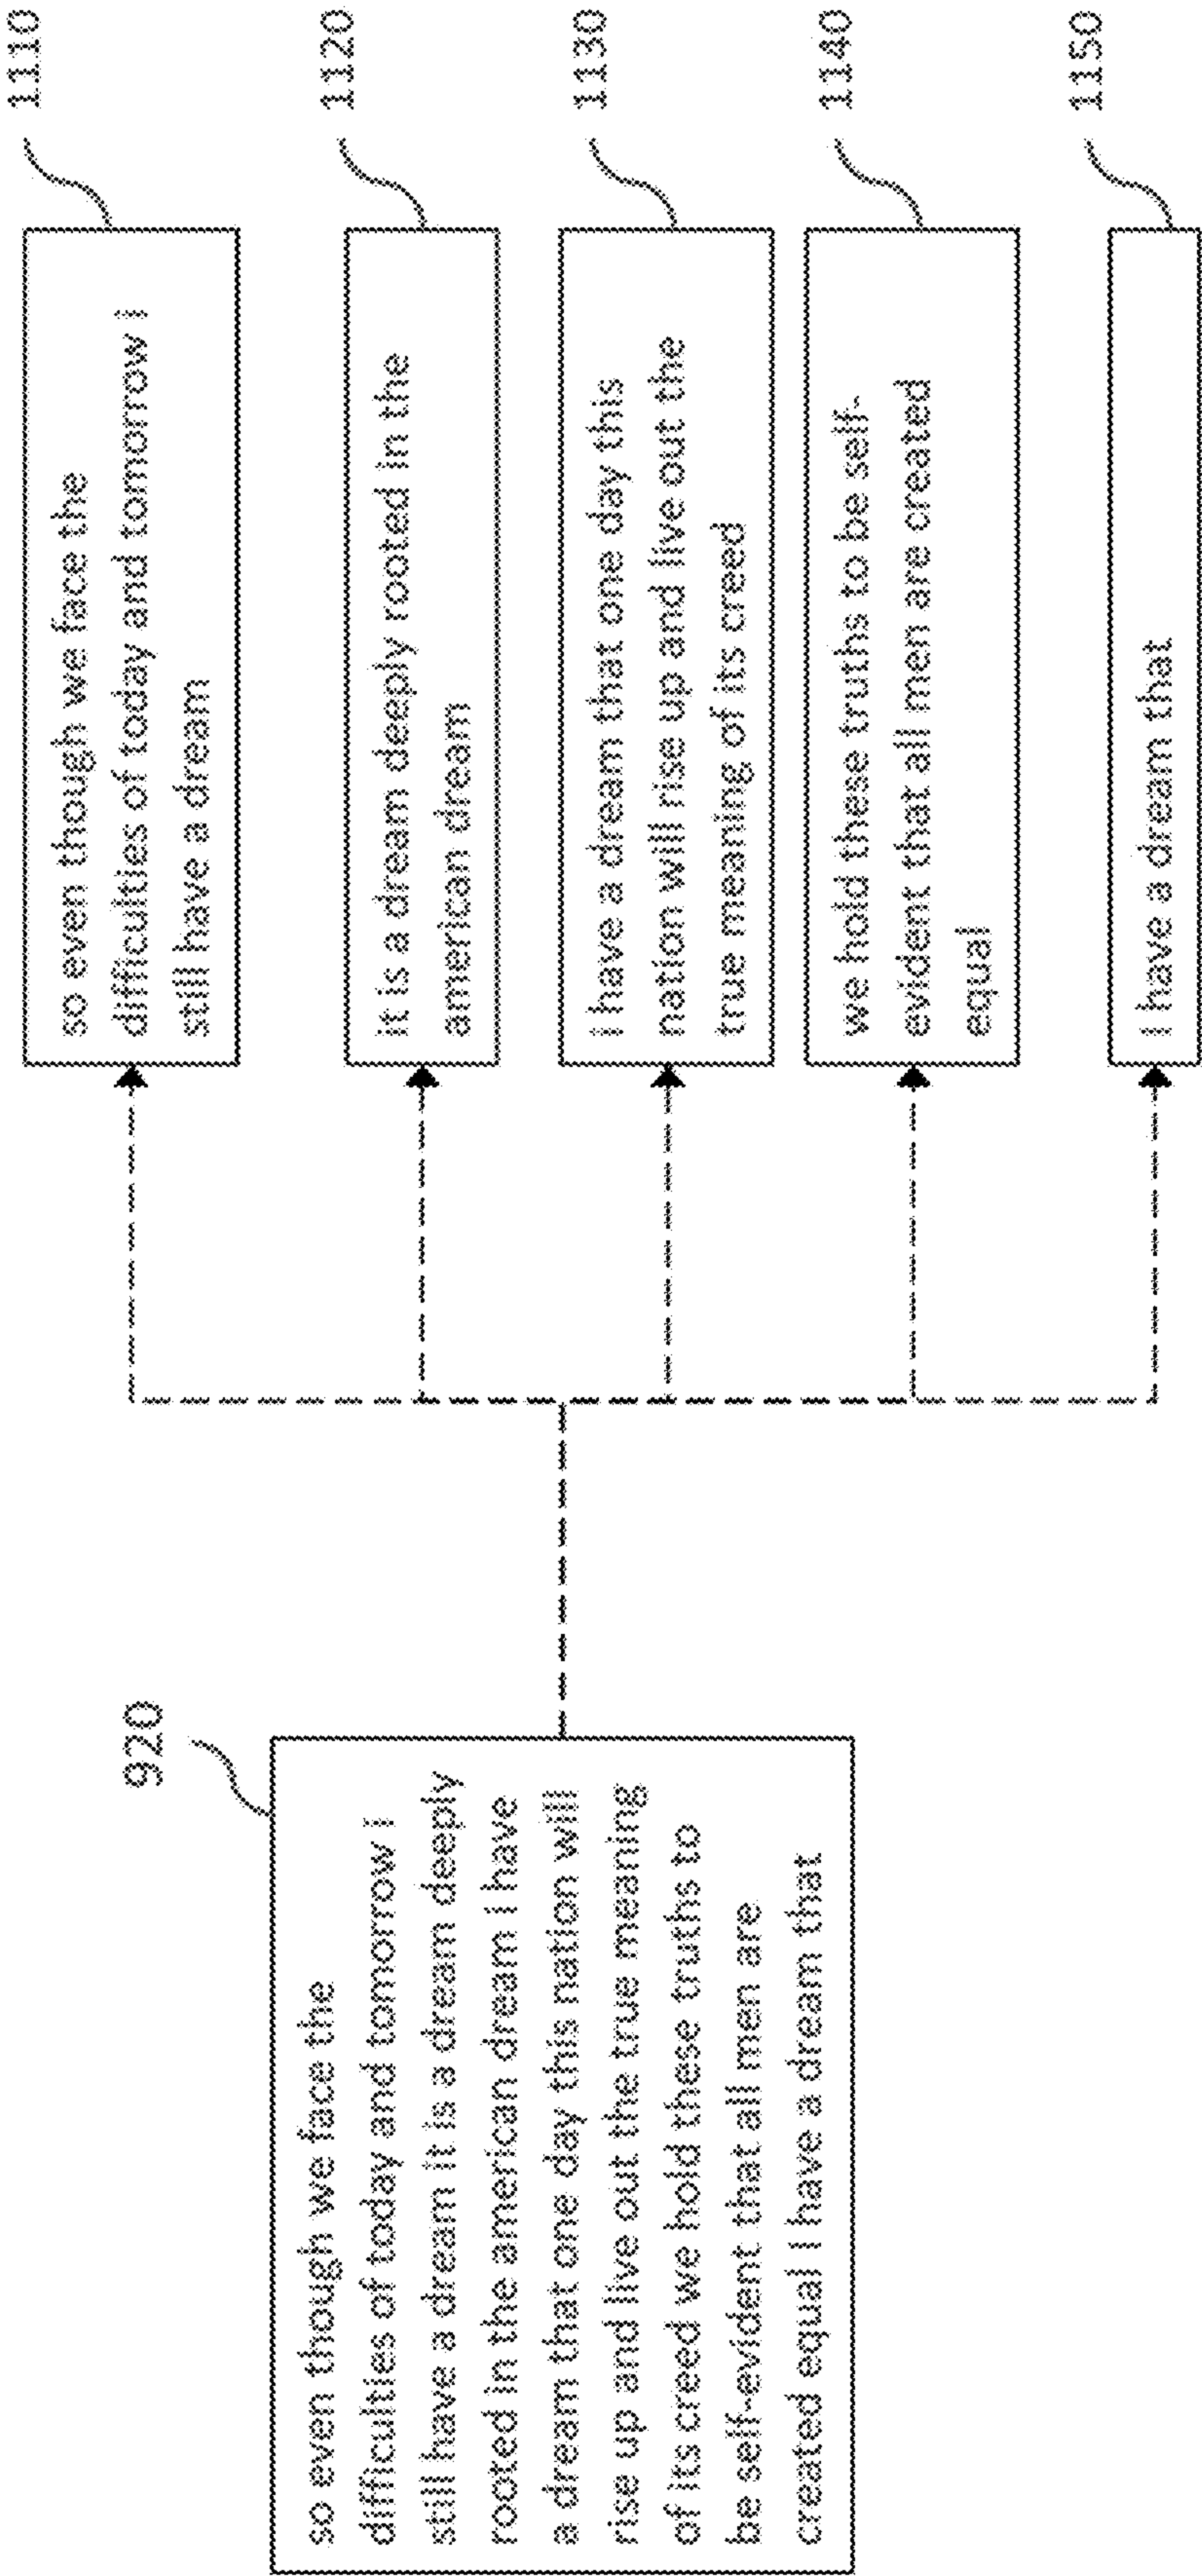 920
so even though we face the
difficulties of today and tomorrow i
still have a dream it is a dream deeply
rooted in the american dream i have
a dream that one day this nation will
rise up and live out the true meaning
of its creed we hold these truths to
be self-evident that all men are
created equal I have a dream that
1110
so even though we face the
difficulties of today and tomorrow i
still have a dream
1120
it is a dream deeply rooted in the
american dream
1130
i have a dream that one day this
nation will rise up and live out the
true meaning of its creed
1140
we hold these truths to be self-
evident that all men are created
equal
1150
I have a dream that